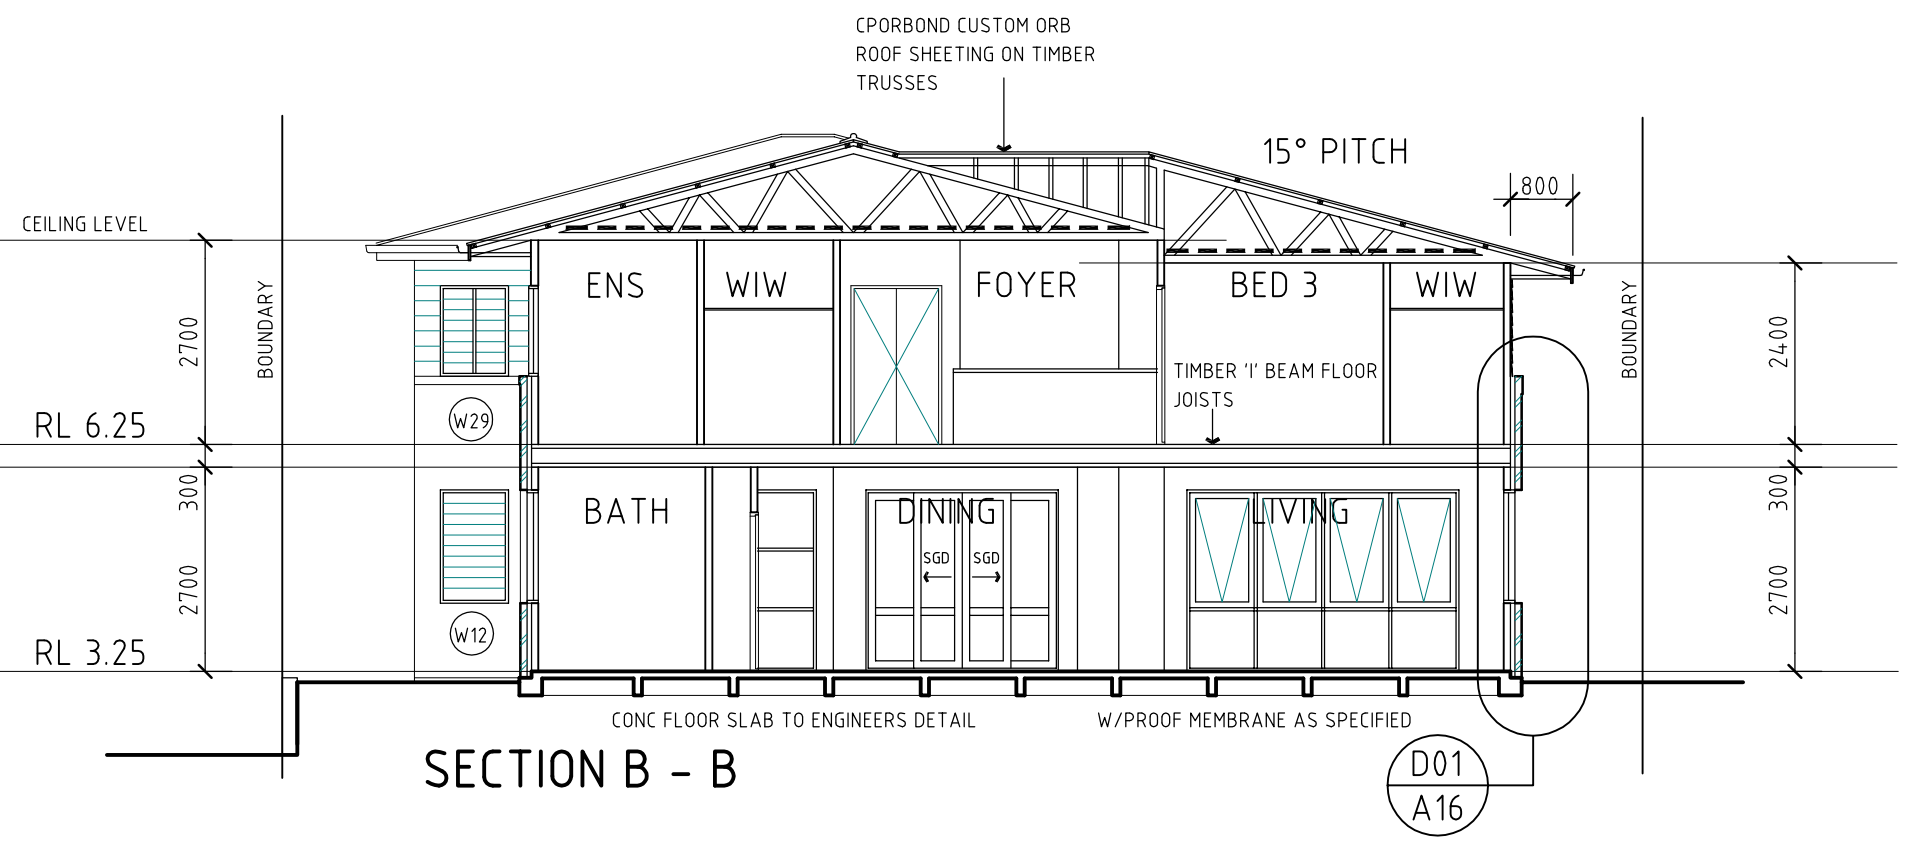 CPORBOND CUSTOM ORB
ROOF SHEETING ON TIMBER
TRUSSES
15° PITCH
800
CEILING LEVEL
ENS
WIW
FOYER
BED 3
WIW
BOUNDARY
BOUNDARY
2700
2400
TIMBER 'I' BEAM FLOOR
JOISTS
RL 6.25
W29
300
300
BATH
DINING
LIVING
SGD
SGD
2700
2700
W12
RL 3.25
CONC FLOOR SLAB TO ENGINEERS DETAIL
W/PROOF MEMBRANE AS SPECIFIED
SECTION B - B
D01
A16